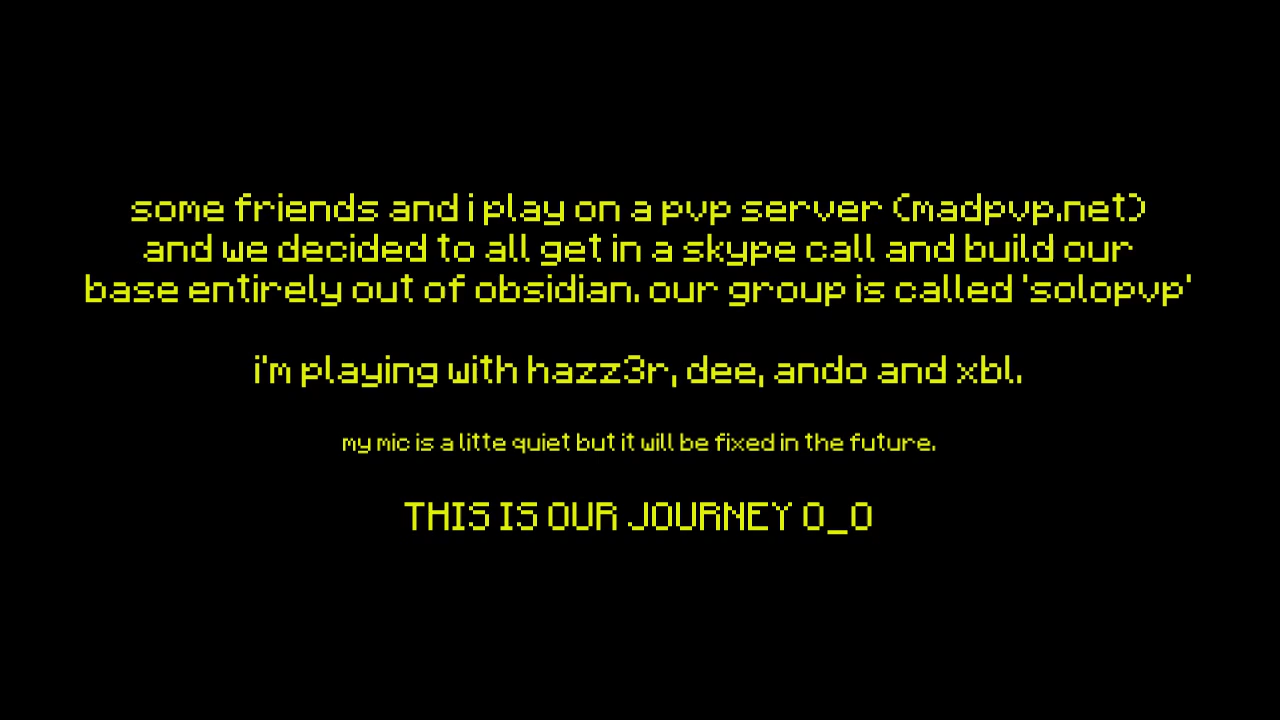 some friends and i play on a pvp server (madpvp.net)
and we decided to all get in a skype call and build our
base entirely out of obsidian. our group is called 'solopvp'
i'm playing with hazz3r, dee, ando and xbl.
my mic is a litte quiet but it will be fixed in the future.
THIS IS OUR JOURNEY O_O